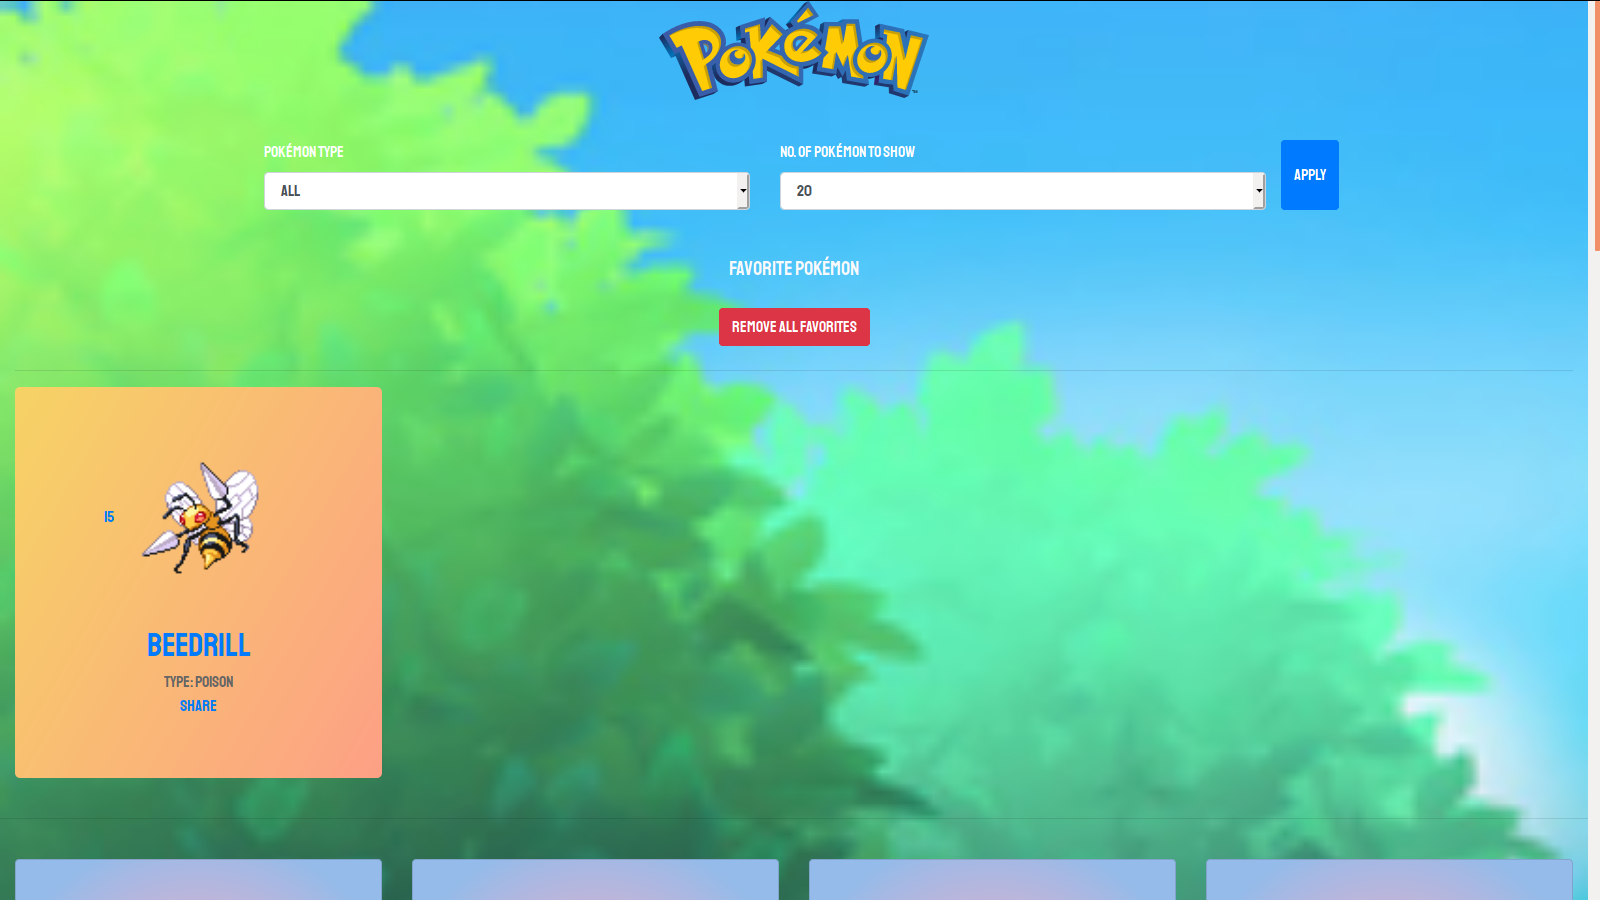 POKÉMON
POKÉMON TYPE
NO. OF POKÉMON TO SHOW
ALL
20
APPLY
FAVORITE POKÉMON
REMOVE ALL FAVORITES
15
BEEDRILL
TYPE: POISON
SHARE